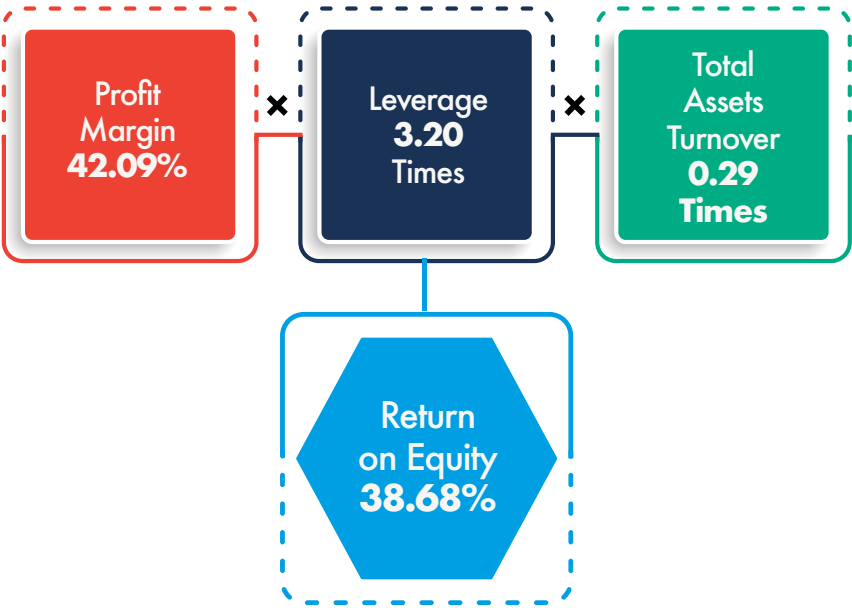 Profit
Margin
42.09%
×
Leverage
3.20
Times
×
Total
Assets
Turnover
0.29
Times
Return
on Equity
38.68%